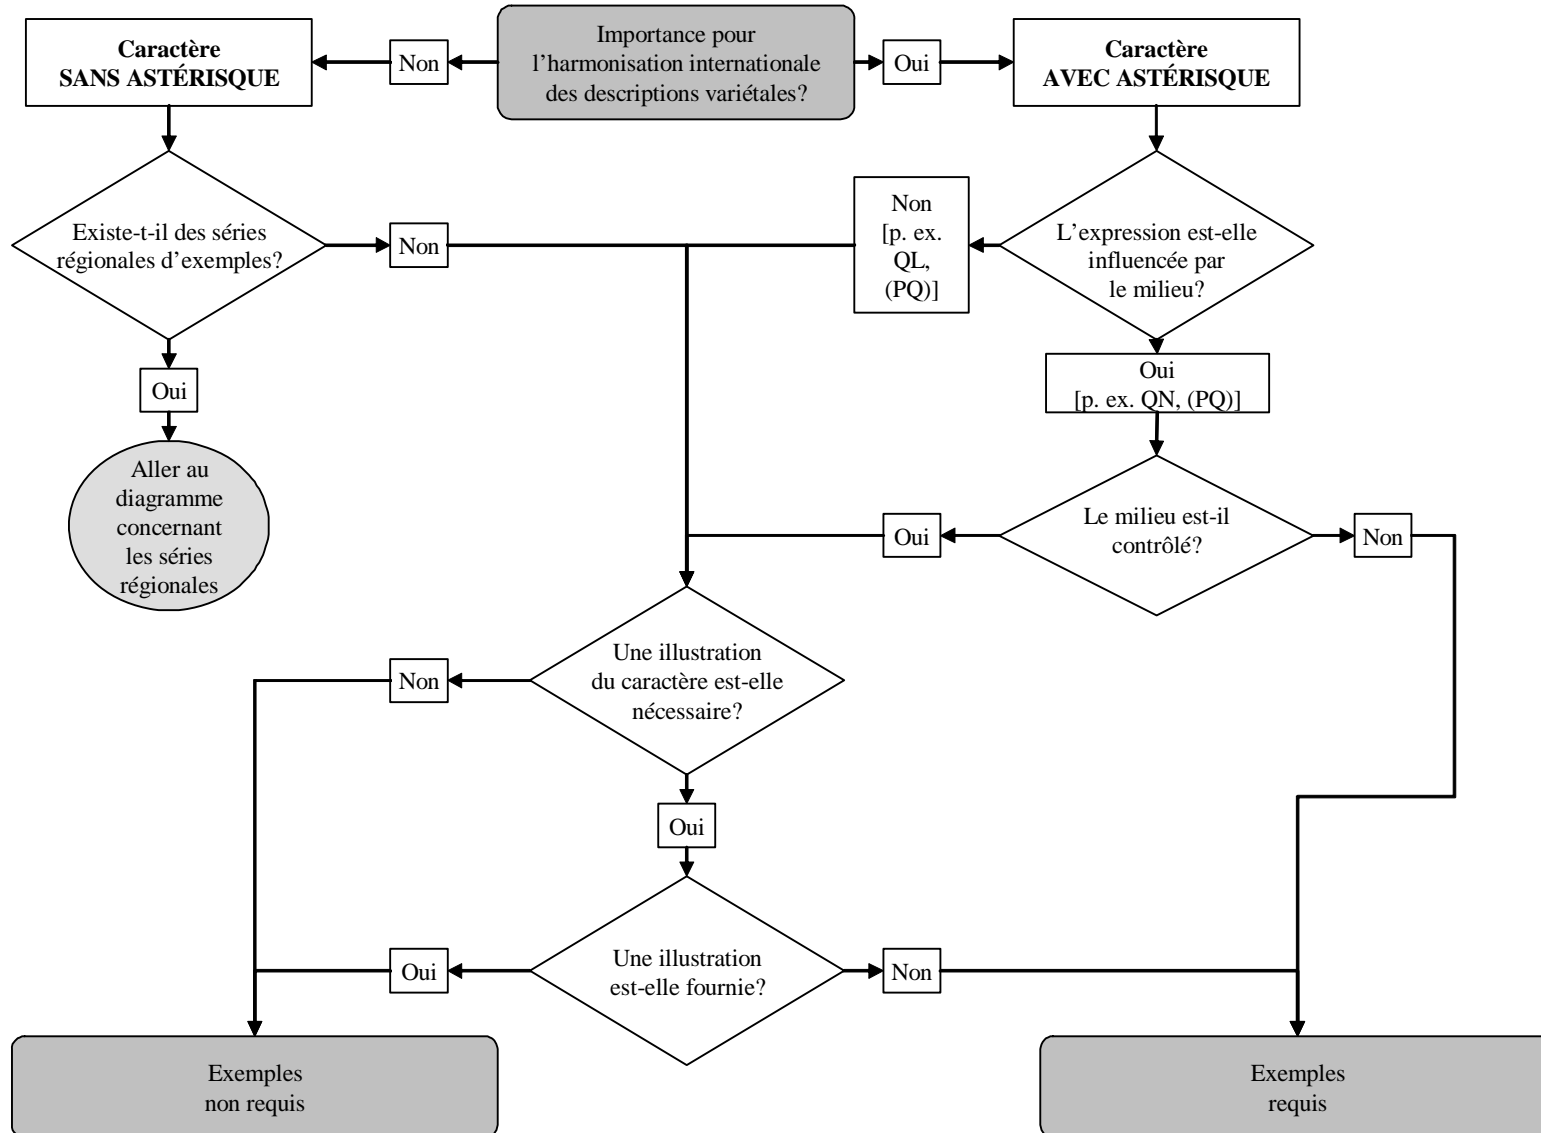 Caractère
SANS ASTÉRISQUE
Non
Importance pour
l’harmonisation internationale
des descriptions variétales?
Oui
Caractère
AVEC ASTÉRISQUE
Existe-t-il des séries
régionales d’exemples?
Non
Non
[p. ex.
QL,
(PQ)]
L’expression est-elle
influencée par
le milieu?
Oui
Oui
[p. ex. QN, (PQ)]
Aller au
diagramme
concernant
les séries
régionales
Oui
Le milieu est-il
contrôlé?
Non
Non
Une illustration
du caractère est-elle
nécessaire?
Oui
Oui
Une illustration
est-elle fournie?
Non
Exemples
non requis
Exemples
requis